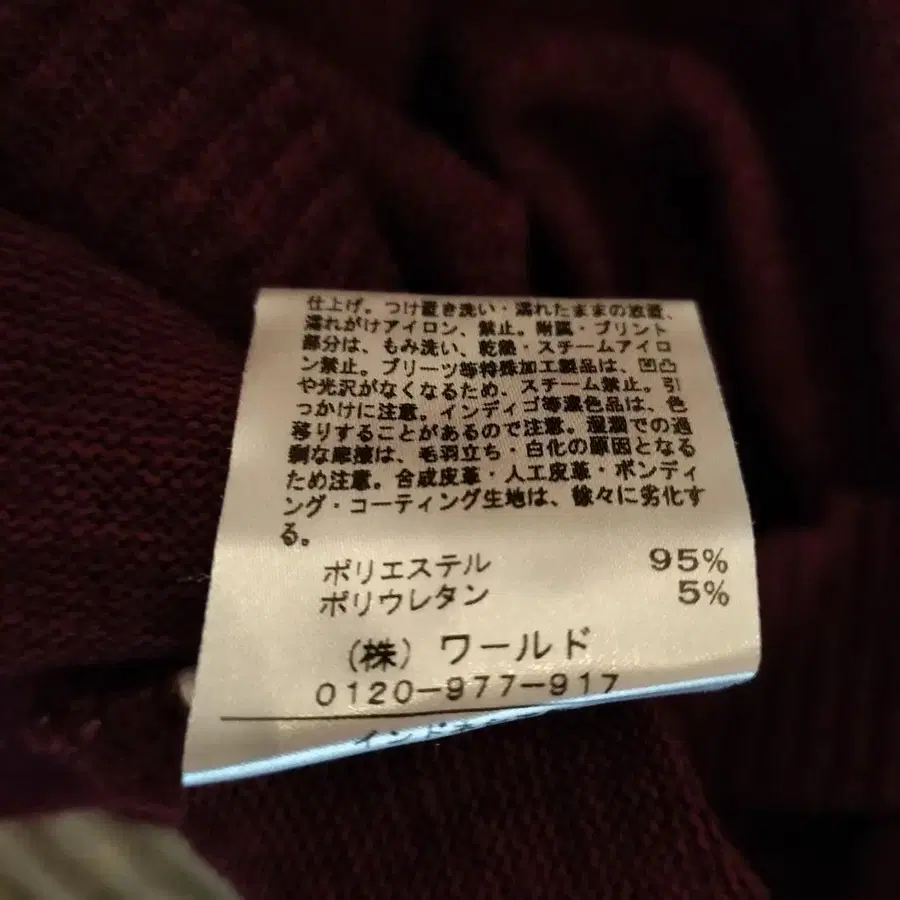 仕上げ。つけ置き洗い・濡れたままの放置、
濡れがけアイロン、禁止。附属・プリント
部分は、もみ洗い、乾燥・スチームアイロ
ン禁止。プリーツ等特殊加工製品は、凹凸
や光沢がなくなるため、スチーム禁止。引
っかけに注意。インディゴ等濃色品は、色
移りすることがあるので注意。湿潤での過
剰な摩擦は、毛羽立ち・白化の原因となる
ため注意。合成皮革・人工皮革・ボンディ
ング・コーティング生地は、徐々に劣化す
る。
ポリエステル 95%
ポリウレタン 5%
(株) ワールド
0120-977-917